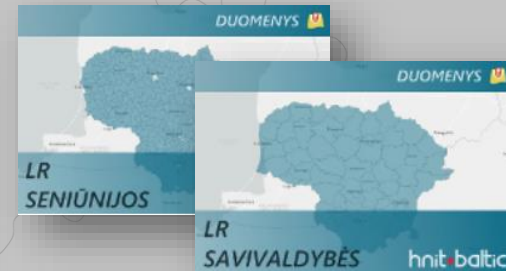 DUOMENYS
LR
SENIŪNIJOS
DUOMENYS
LR
SAVIVALDYBĖS
hnit-baltic